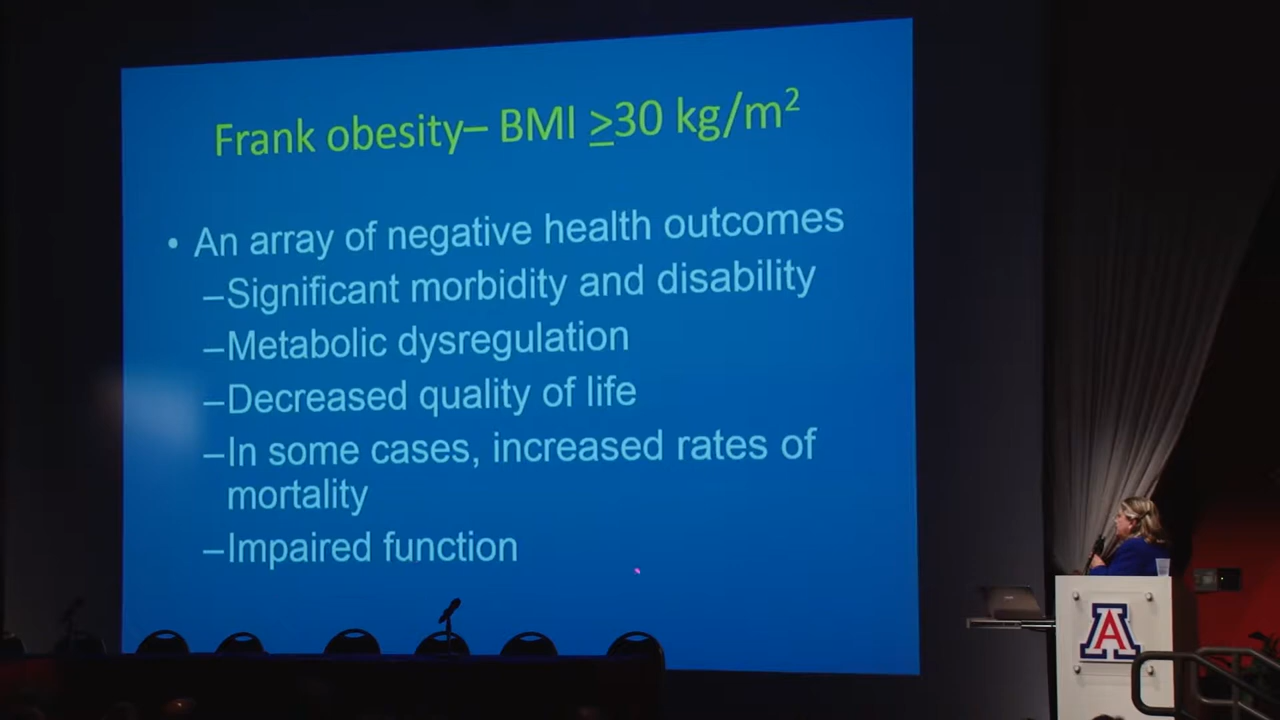 Frank obesity– BMI ≥30 kg/m²
• An array of negative health outcomes
–Significant morbidity and disability
–Metabolic dysregulation
–Decreased quality of life
–In some cases, increased rates of
mortality
–Impaired function
A